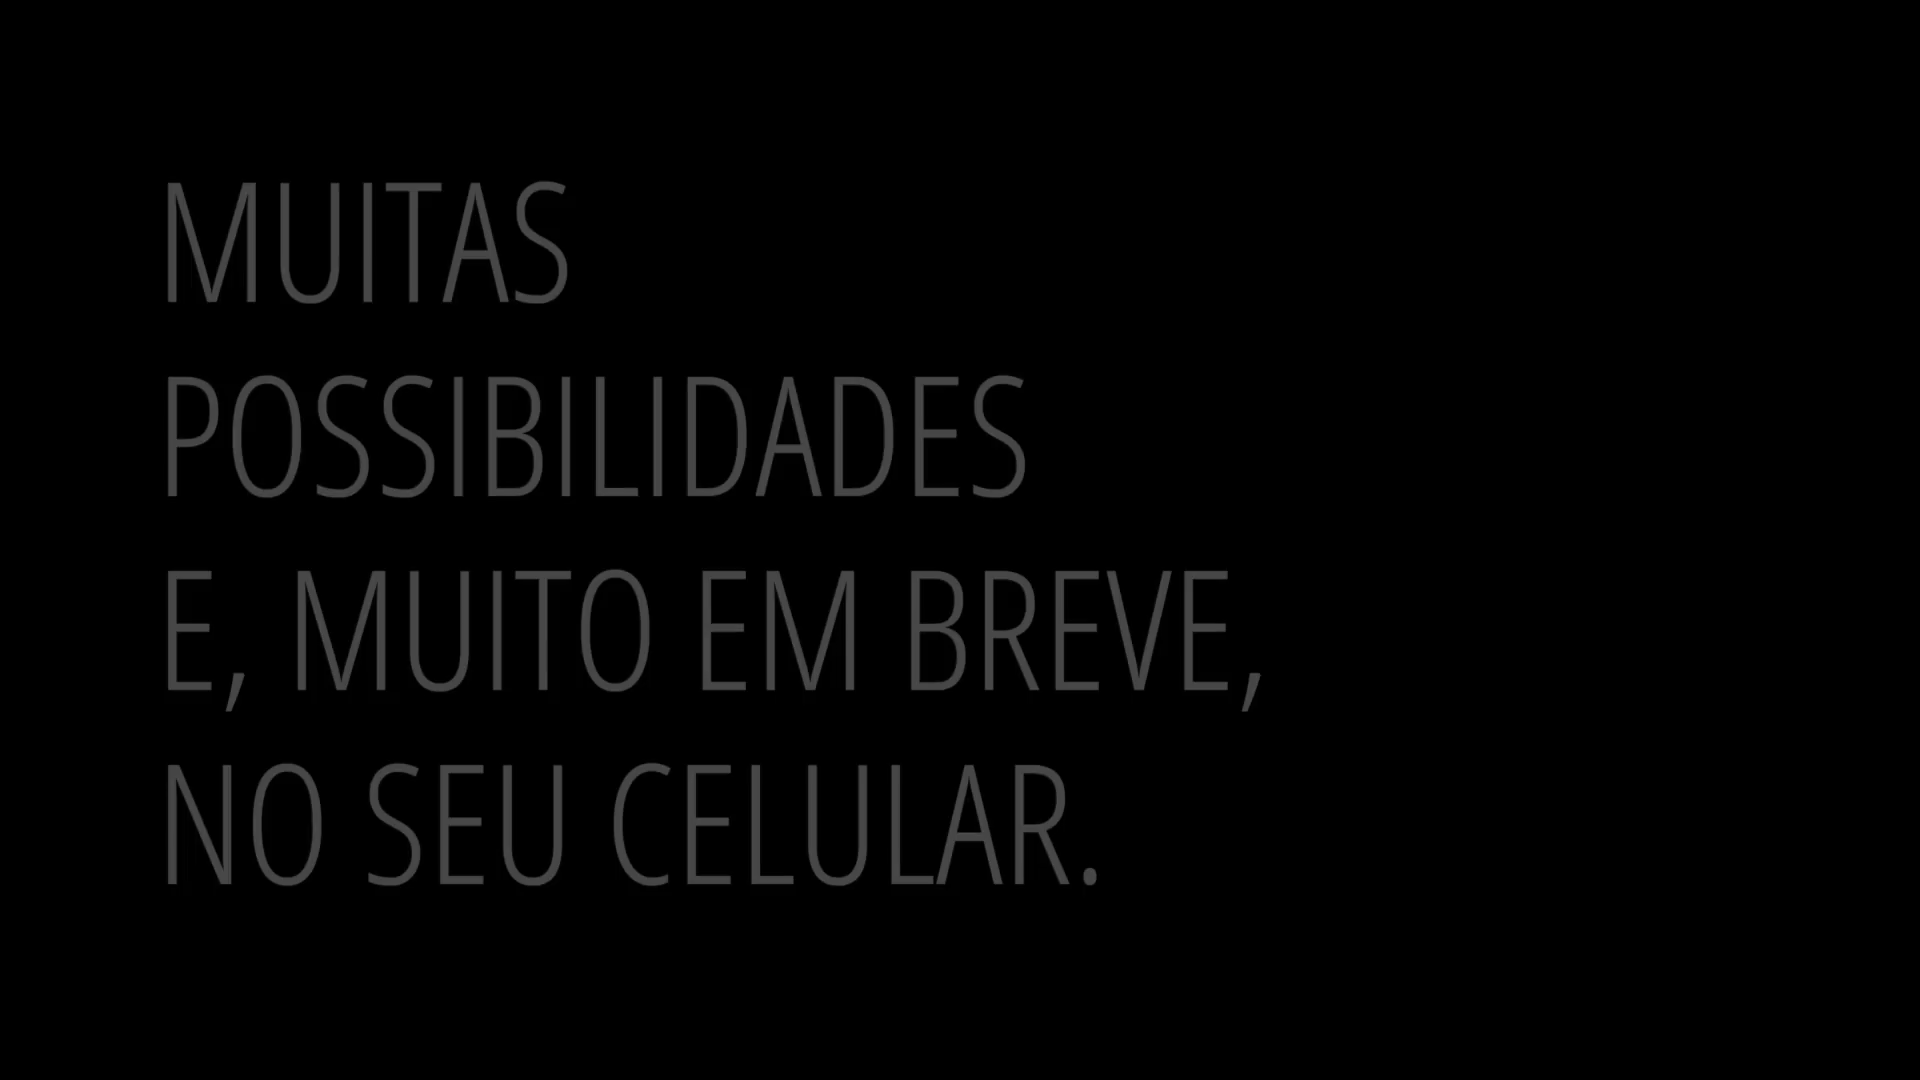 MUITAS
POSSIBILIDADES
E, MUITO EM BREVE,
NO SEU CELULAR.